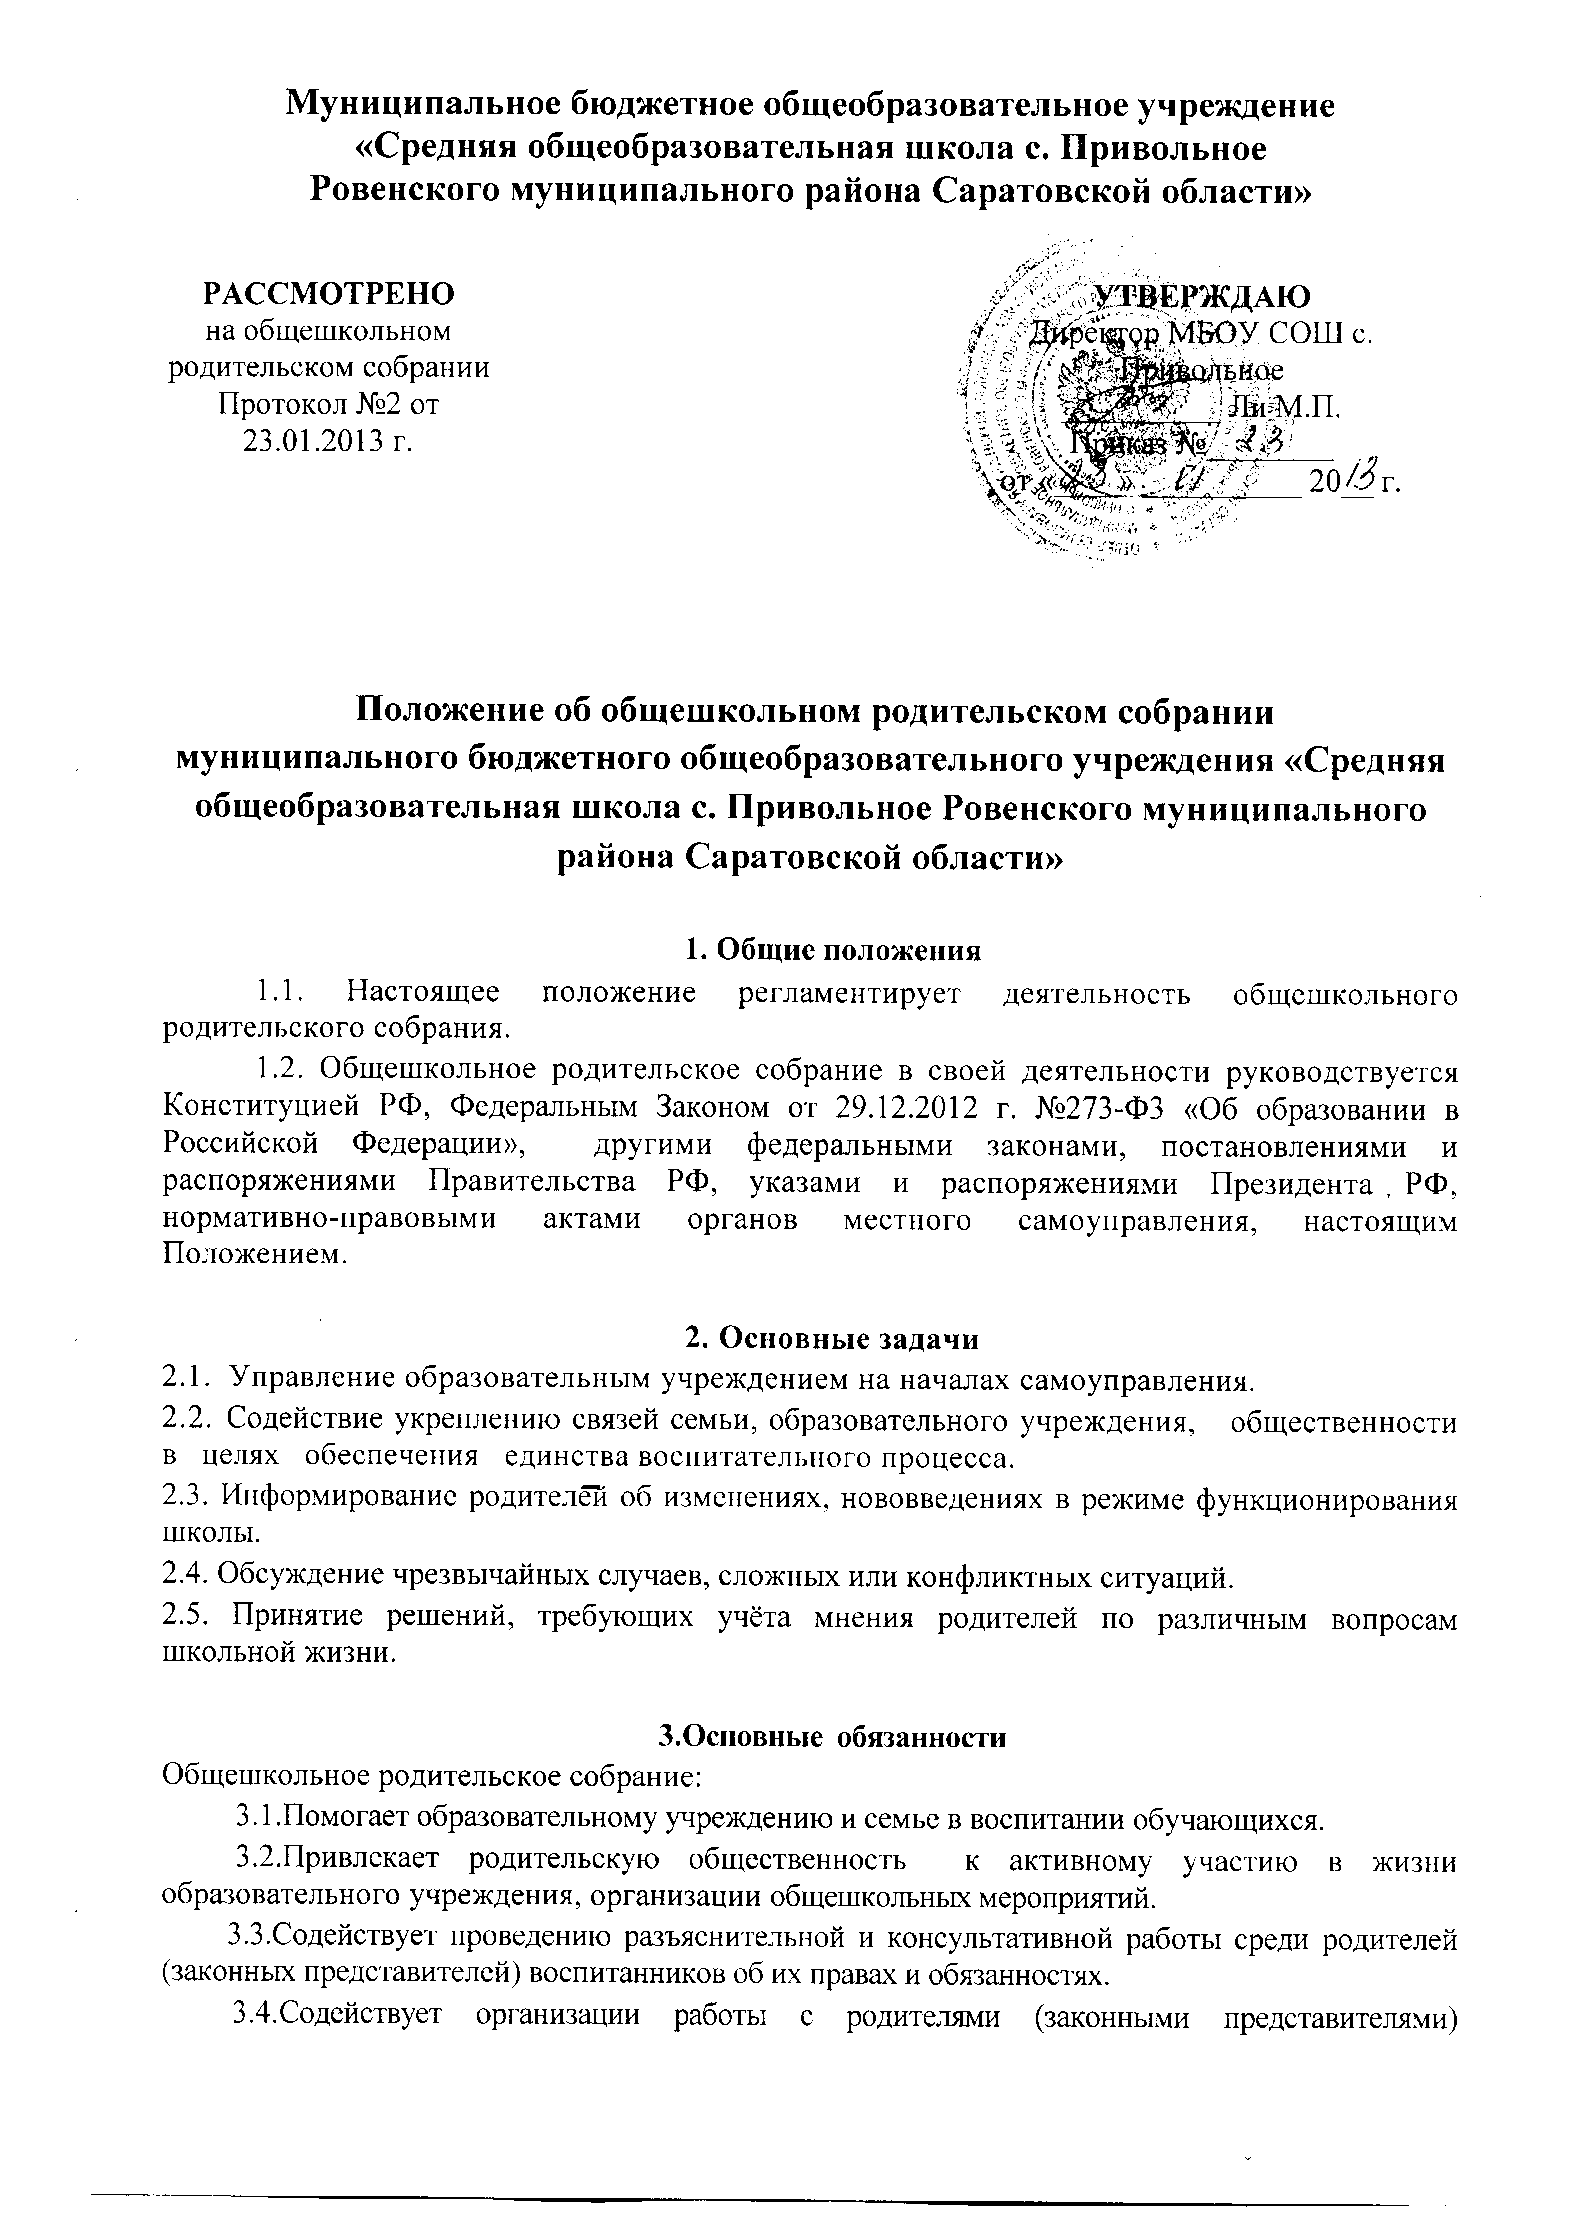 Муниципальное бюджетное общеобразовательное учреждение
«Средняя общеобразовательная школа с. Привольное
Ровенского муниципального района Саратовской области»
РАССМОТРЕНО
на общешкольном
родительском собрании
Протокол №2 от
23.01.2013 г.
УТВЕРЖДАЮ
Директор МБОУ СОШ с.
Привольное
Ли М.П.
Приказ № 23
от «23» 01 2013 г.
Положение об общешкольном родительском собрании
муниципального бюджетного общеобразовательного учреждения «Средняя
общеобразовательная школа с. Привольное Ровенского муниципального
района Саратовской области»
1. Общие положения
1.1. Настоящее положение регламентирует деятельность общешкольного
родительского собрания.
1.2. Общешкольное родительское собрание в своей деятельности руководствуется
Конституцией РФ, Федеральным Законом от 29.12.2012 г. №273-ФЗ «Об образовании в
Российской Федерации», другими федеральными законами, постановлениями и
распоряжениями Правительства РФ, указами и распоряжениями Президента РФ,
нормативно-правовыми актами органов местного самоуправления, настоящим
Положением.
2. Основные задачи
2.1. Управление образовательным учреждением на началах самоуправления.
2.2. Содействие укреплению связей семьи, образовательного учреждения, общественности
в целях обеспечения единства воспитательного процесса.
2.3. Информирование родителей об изменениях, нововведениях в режиме функционирования
школы.
2.4. Обсуждение чрезвычайных случаев, сложных или конфликтных ситуаций.
2.5. Принятие решений, требующих учёта мнения родителей по различным вопросам
школьной жизни.
3.Основные обязанности
Общешкольное родительское собрание:
3.1.Помогает образовательному учреждению и семье в воспитании обучающихся.
3.2.Привлекает родительскую общественность к активному участию в жизни
образовательного учреждения, организации общешкольных мероприятий.
3.3.Содействует проведению разъяснительной и консультативной работы среди родителей
(законных представителей) воспитанников об их правах и обязанностях.
3.4.Содействует организации работы с родителями (законными представителями)